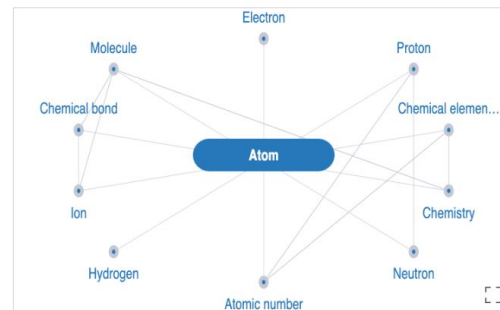 Electron
Molecule
Proton
Chemical bond
Chemical elemen...
Atom
Ion
Chemistry
Hydrogen
Neutron
Atomic number